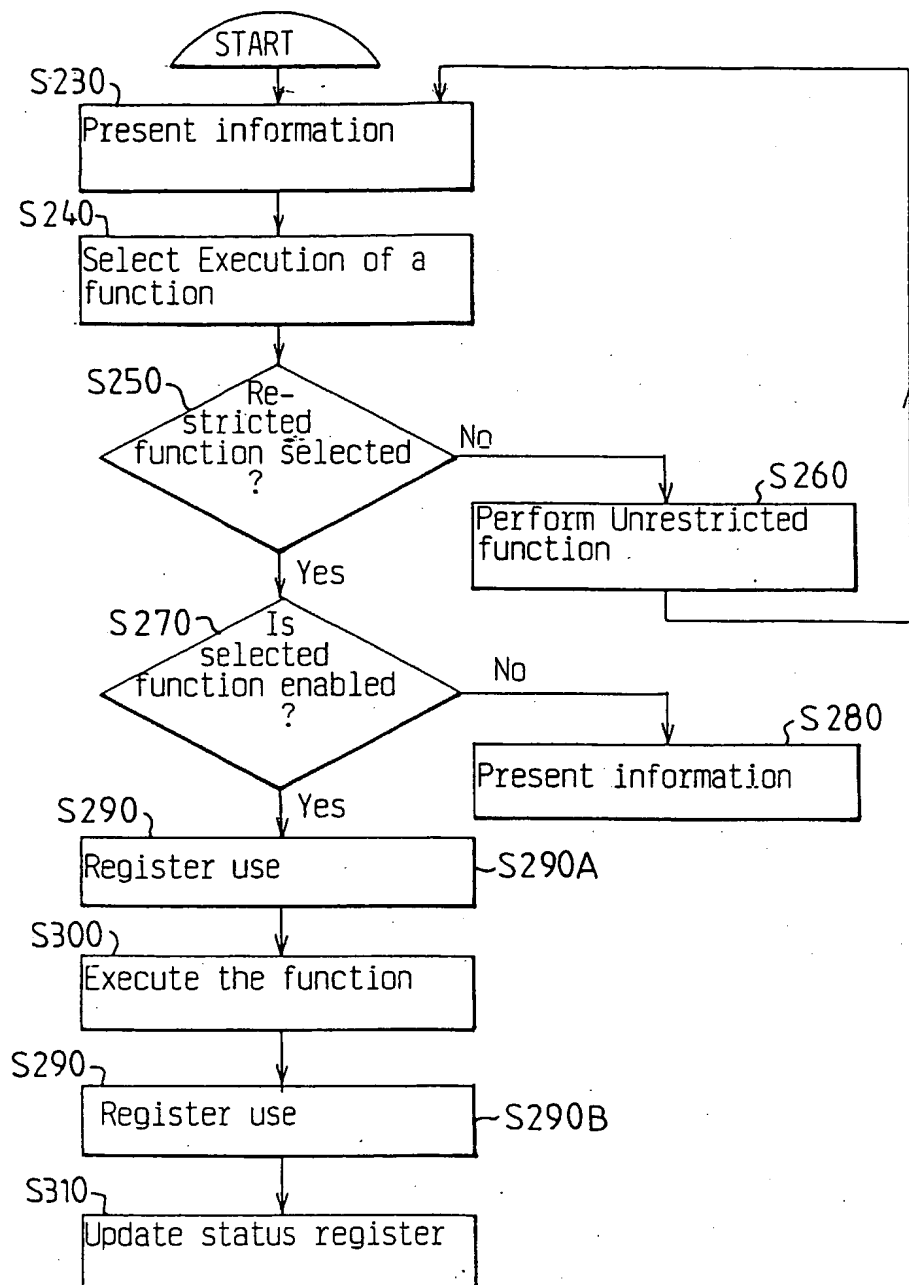 START
S230
Present information
S240
Select Execution of a
function
S250
Re-
stricted
function selected
?
No
S260
Perform Unrestricted
function
Yes
S270
Is
selected
function enabled
?
No
S280
Present information
Yes
S290
Register use
S290A
S300
Execute the function
S290
Register use
S290B
S310
Update status register